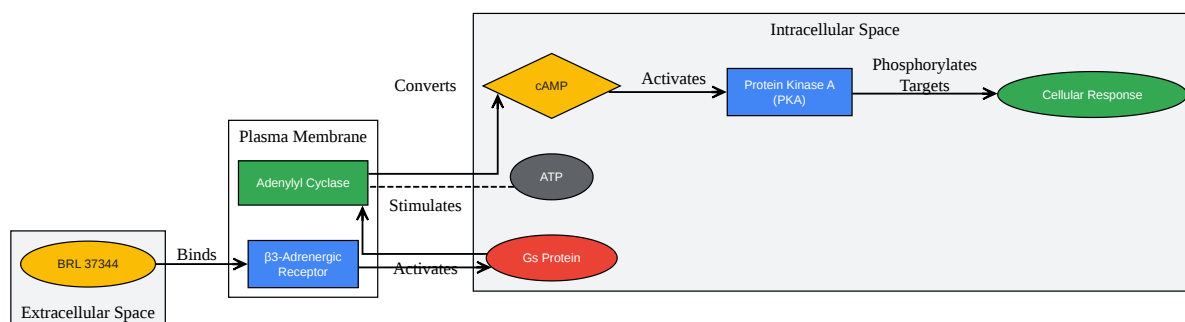 Intracellular Space
Phosphorylates
Targets
Converts
cAMP
Activates
Protein Kinase A
(PKA)
Cellular Response
Plasma Membrane
Adenylyl Cyclase
ATP
Stimulates
Binds
BRL 37344
β3-Adrenergic
Receptor
Activates
Gs Protein
Extracellular Space